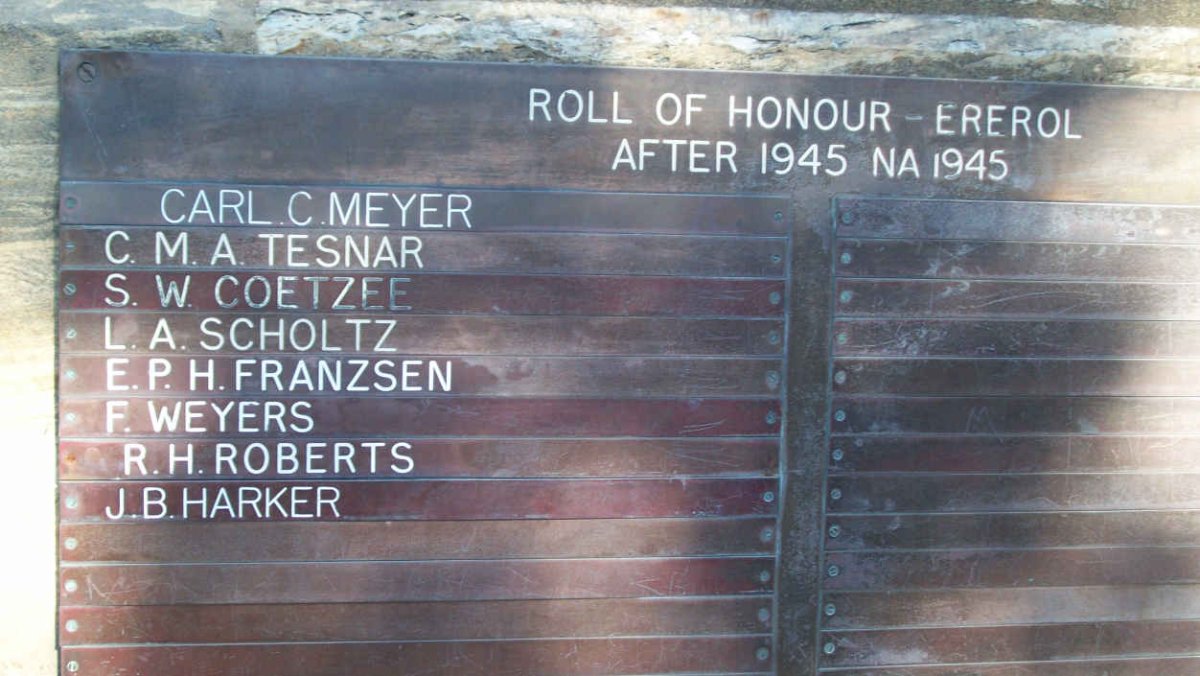 ROLL OF HONOUR - EREROL
AFTER 1945 NA 1945
CARL.C.MEYER
C. M. A. TESNAR
S. W. COETZEE
L. A. SCHOLTZ
E. P. H. FRANZSEN
F. WEYERS
R. H. ROBERTS
J.B.HARKER